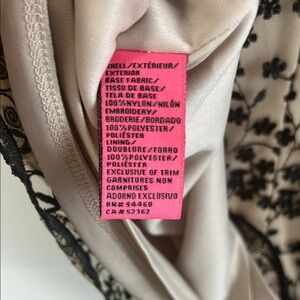 SHELL/EXTÉRIEUR/
EXTERIOR
BASE FABRIC/
TISSU DE BASE/
TELA DE BASE
100%NYLON/NILÓN
EMBROIDERY/
BRODERIE/BORDADO
100%POLYESTER/
POLIÉSTER
LINING/
DOUBLURE/FORRO
100%POLYESTER/
POLIÉSTER
EXCLUSIVE OF TRIM
GARNITURES NON
COMPRISES
ADORNO EXCLUSIVO
RN# 94468
CA# 52362